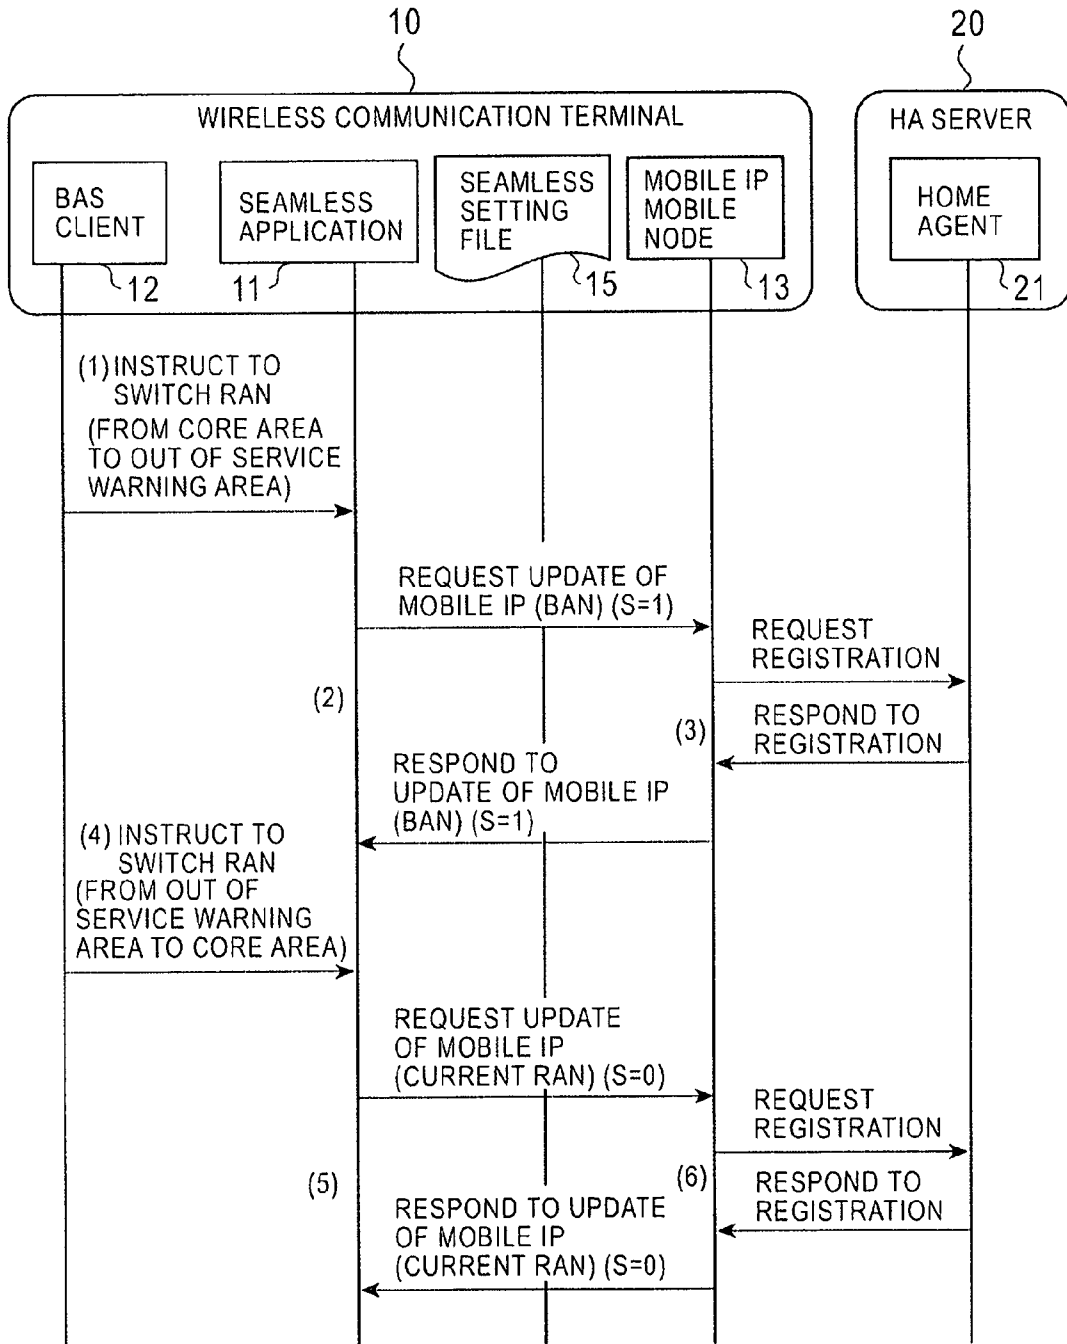 10
20
WIRELESS COMMUNICATION TERMINAL
HA SERVER
BAS
CLIENT
12
SEAMLESS
APPLICATION
11
SEAMLESS
SETTING
FILE
15
MOBILE IP
MOBILE
NODE
13
HOME
AGENT
21
(1) INSTRUCT TO
SWITCH RAN
(FROM CORE AREA
TO OUT OF SERVICE
WARNING AREA)
REQUEST UPDATE OF
MOBILE IP (BAN) (S=1)
REQUEST
REGISTRATION
(2)
(3)
RESPOND TO
REGISTRATION
RESPOND TO
UPDATE OF MOBILE IP
(BAN) (S=1)
(4) INSTRUCT TO
SWITCH RAN
(FROM OUT OF
SERVICE WARNING
AREA TO CORE AREA)
REQUEST UPDATE
OF MOBILE IP
(CURRENT RAN) (S=0)
REQUEST
REGISTRATION
(5)
(6)
RESPOND TO
REGISTRATION
RESPOND TO UPDATE
OF MOBILE IP
(CURRENT RAN) (S=0)